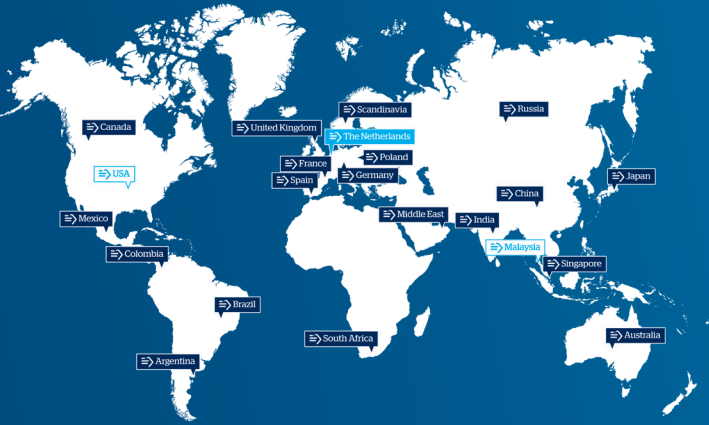 Scandinavia
Russia
Canada
United Kingdom
The Netherlands
France
Poland
USA
Spain
Germany
Japan
China
Mexico
Middle East
India
Malaysia
Colombia
Singapore
Brazil
South Africa
Australia
Argentina